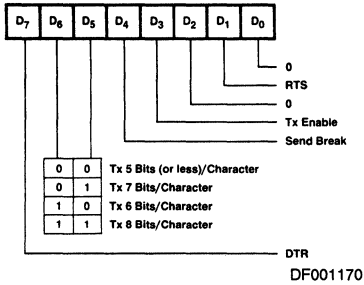 D7 D6 D5 D4 D3 D2 D1 D0
0
RTS
0
Tx Enable
Send Break
0 0 Tx 5 Bits (or less)/Character
0 1 Tx 7 Bits/Character
1 0 Tx 6 Bits/Character
1 1 Tx 8 Bits/Character
DTR
DF001170